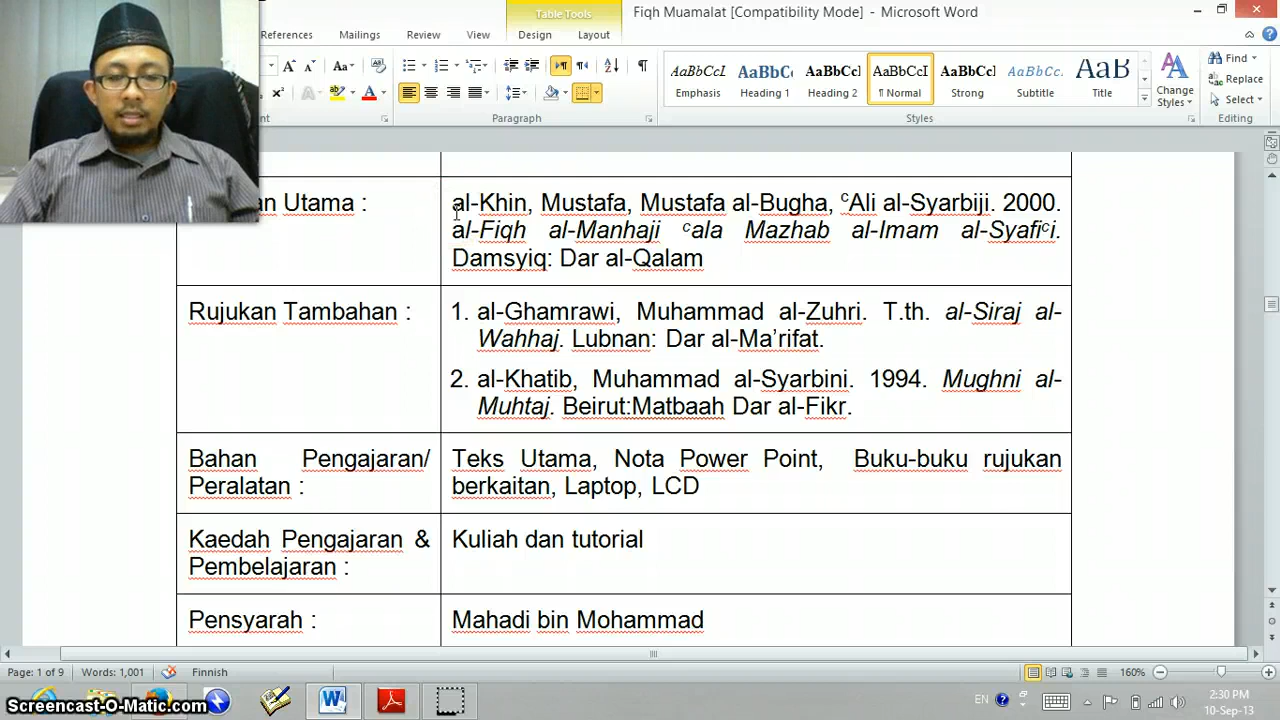 Table Tools
Fiqh Muamalat [Compatibility Mode] - Microsoft Word
References Mailings Review View Design Layout
Find
Replace
Select
AaBbCcI AaBbCc AaBbCc AaBbCcI AaBbCcI AaBbCcI AaB
Emphasis Heading 1 Heading 2 ¶ Normal Strong Subtitle Title
Change Styles
Paragraph Styles Editing
an Utama :
al-Khin, Mustafa, Mustafa al-Bugha, ᶜAli al-Syarbiji. 2000.
al-Fiqh al-Manhaji ᶜala Mazhab al-Imam al-Syafiᶜi.
Damsyiq: Dar al-Qalam
Rujukan Tambahan :
1. al-Ghamrawi, Muhammad al-Zuhri. T.th. al-Siraj al-
Wahhaj. Lubnan: Dar al-Ma’rifat.
2. al-Khatib, Muhammad al-Syarbini. 1994. Mughni al-
Muhtaj. Beirut:Matbaah Dar al-Fikr.
Bahan Pengajaran/
Peralatan :
Teks Utama, Nota Power Point, Buku-buku rujukan
berkaitan, Laptop, LCD
Kaedah Pengajaran &
Pembelajaran :
Kuliah dan tutorial
Pensyarah :
Mahadi bin Mohammad
Page: 1 of 9 Words: 1,001 Finnish 160%
Screencast-O-Matic.com
EN
2:30 PM
10-Sep-13